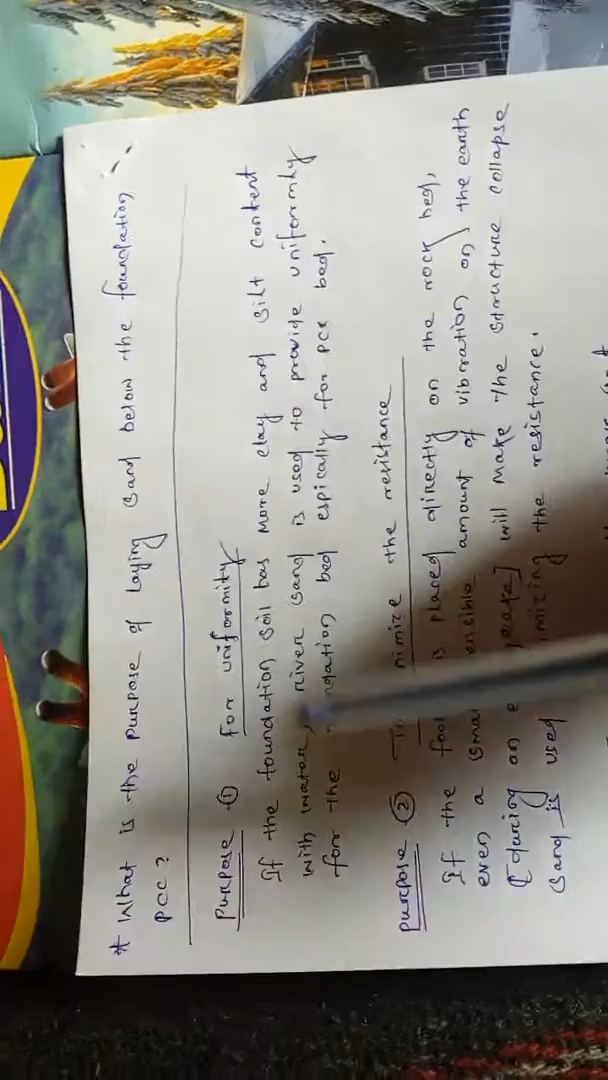 * What is the purpose of laying sand below the foundation
PCC?
Purpose ① For uniformity
If the foundation soil has more clay and silt content
with water, river sand is used to provide uniformly
for the bed espically for PCC bed.
Purpose ② the resistance
If the is placed directly on the rock bed,
even a amount of vibration on the earth
(during an will make the structure collapse
Sand is used the resistance.